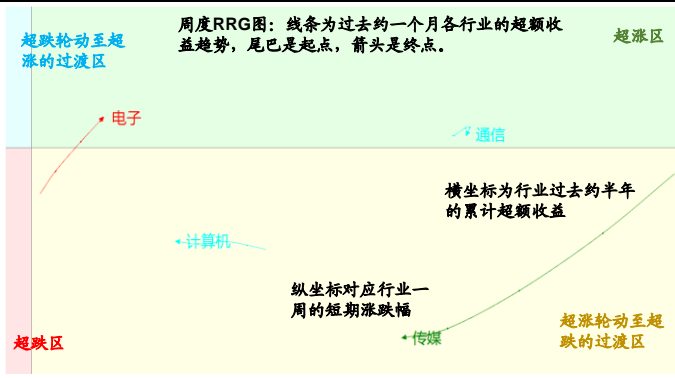 周度RRG图：线条为过去约一个月各行业的超额收
益趋势，尾巴是起点，箭头是终点。
超跌轮动至超
涨的过渡区
超涨区
电子
通信
横坐标为行业过去约半年
的累计超额收益
计算机
纵坐标对应行业一
周的短期涨跌幅
超涨轮动至超
跌的过渡区
传媒
超跌区